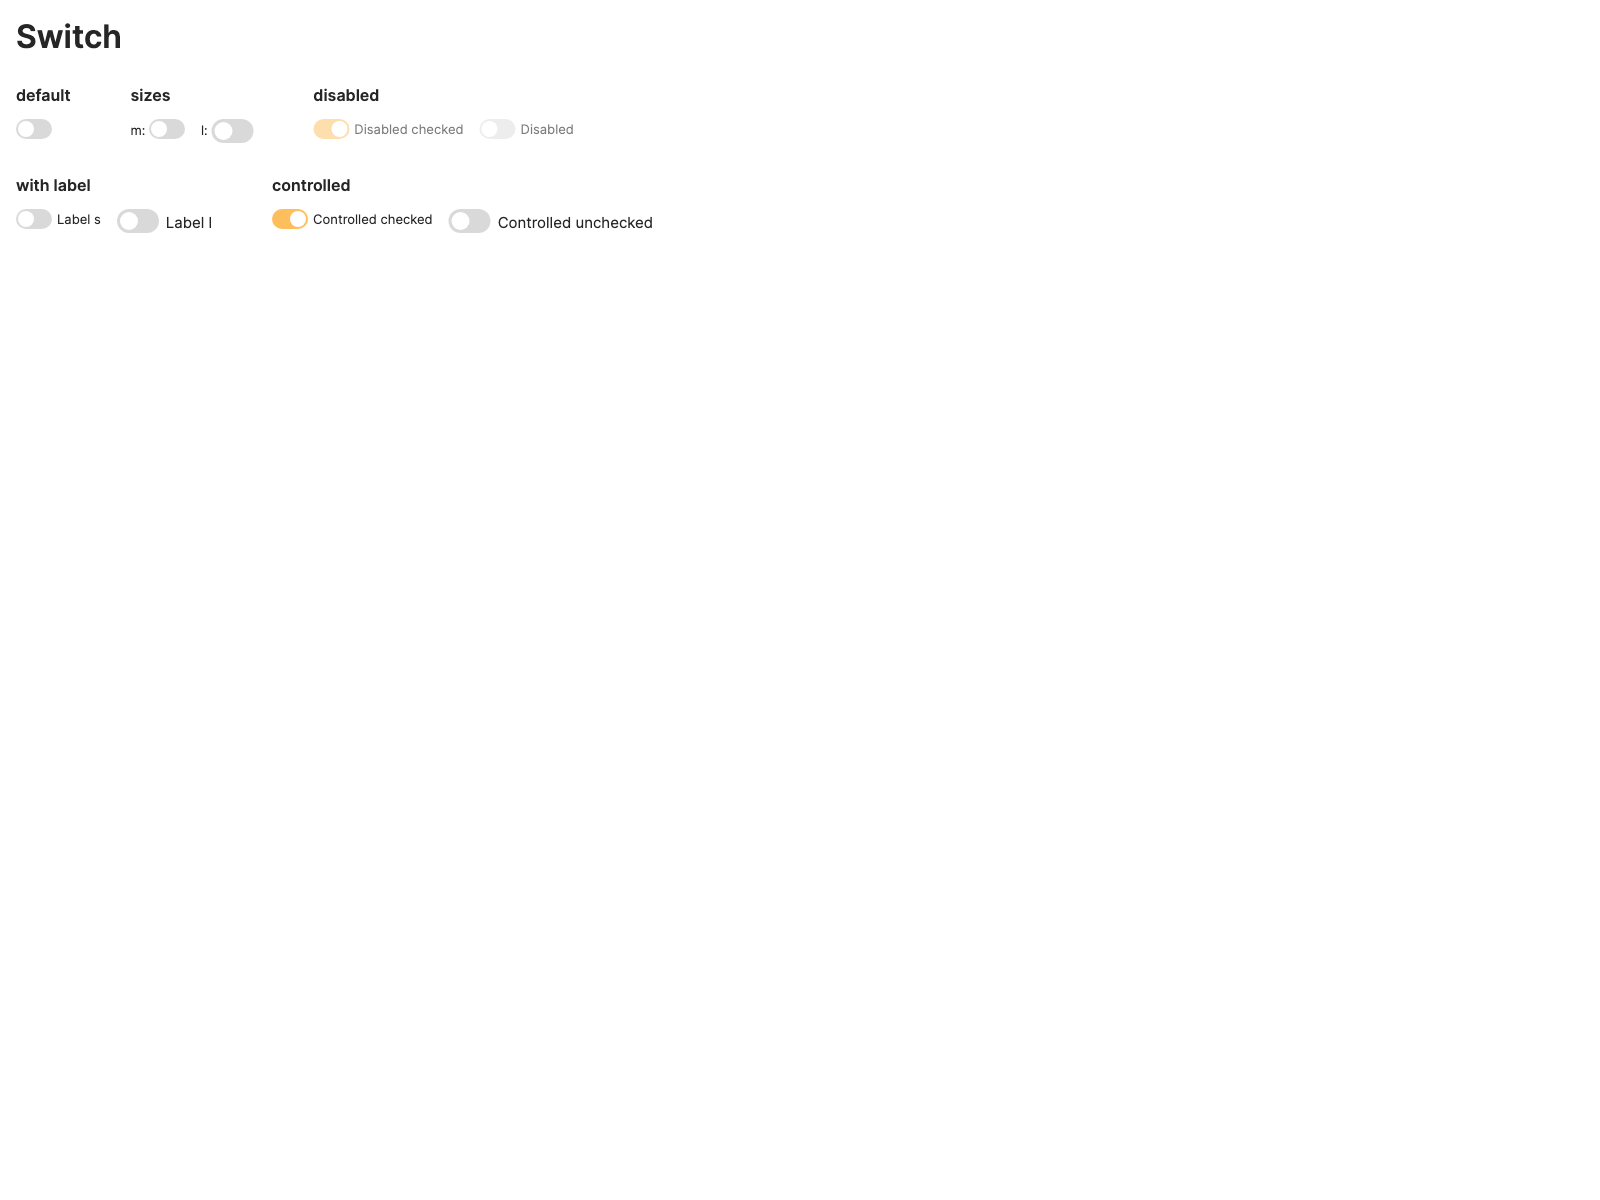 Switch
default
sizes
disabled
m:
l:
Disabled checked
Disabled
with label
controlled
Label s
Label l
Controlled checked
Controlled unchecked